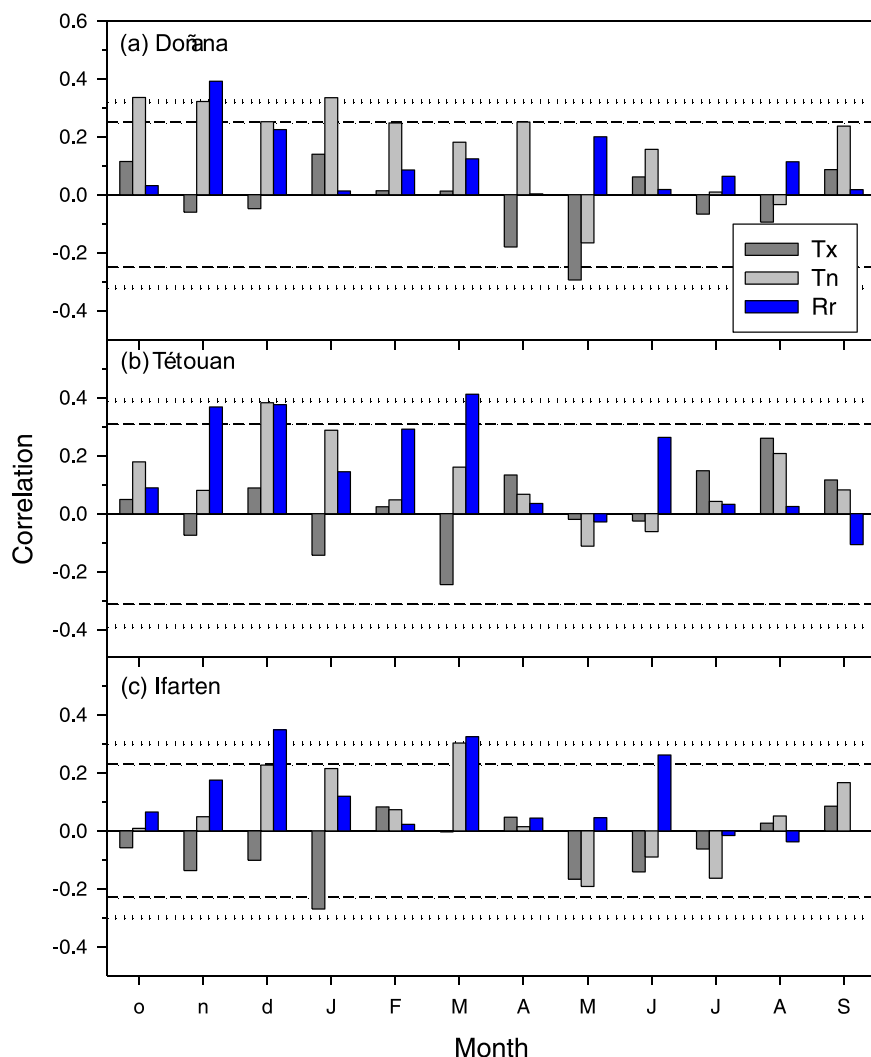 0.6
(a) Doñana
0.4
0.2
0.0
-0.2
-0.4
Tx
Tn
Rr
(b) Tétouan
0.4
0.2
0.0
-0.2
-0.4
Correlation
(c) Ifarten
0.4
0.2
0.0
-0.2
-0.4
o n d J F M A M J J A S
Month